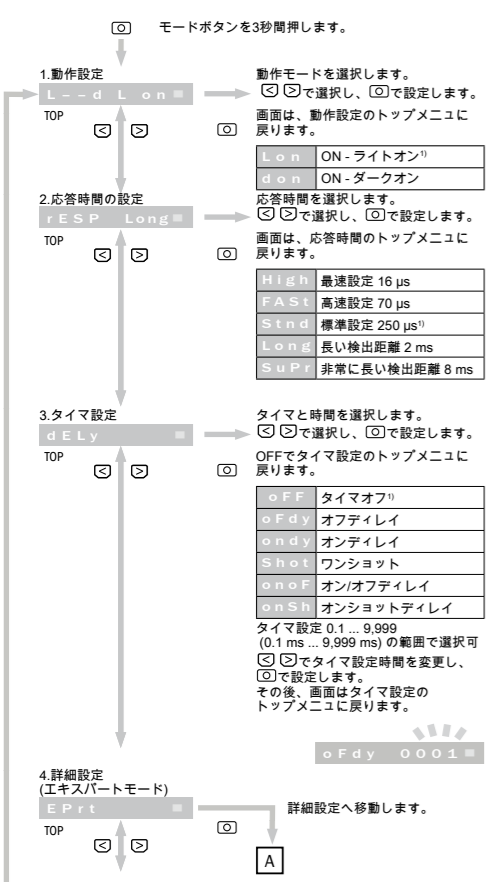 モードボタンを3秒間押します。
1.動作設定
L--d L on
TOP
動作モードを選択します。
で選択し、で設定します。
画面は、動作設定のトップメニュに
戻ります。
Lon ON - ライトオン1)
don ON - ダークオン
2.応答時間の設定
rESP Long
TOP
応答時間を選択します。
で選択し、で設定します。
画面は、応答時間のトップメニュに
戻ります。
High 最速設定 16 μs
FASt 高速設定 70 μs
Stnd 標準設定 250 μs1)
Long 長い検出距離 2 ms
SuPr 非常に長い検出距離 8 ms
3.タイマ設定
dELy
TOP
タイマと時間を選択します。
で選択し、で設定します。
OFFでタイマ設定のトップメニュに
戻ります。
oFF タイマオフ1)
oFdy オフディレイ
ondy オンディレイ
Shot ワンショット
onoF オン/オフディレイ
onSh オンショットディレイ
タイマ設定 0.1 ... 9,999
(0.1 ms ... 9,999 ms) の範囲で選択可
でタイマ設定時間を変更し、
で設定します。
その後、画面はタイマ設定の
トップメニュに戻ります。
oFdy 0001
4.詳細設定
(エキスパートモード)
EPrt
TOP
詳細設定へ移動します。
A